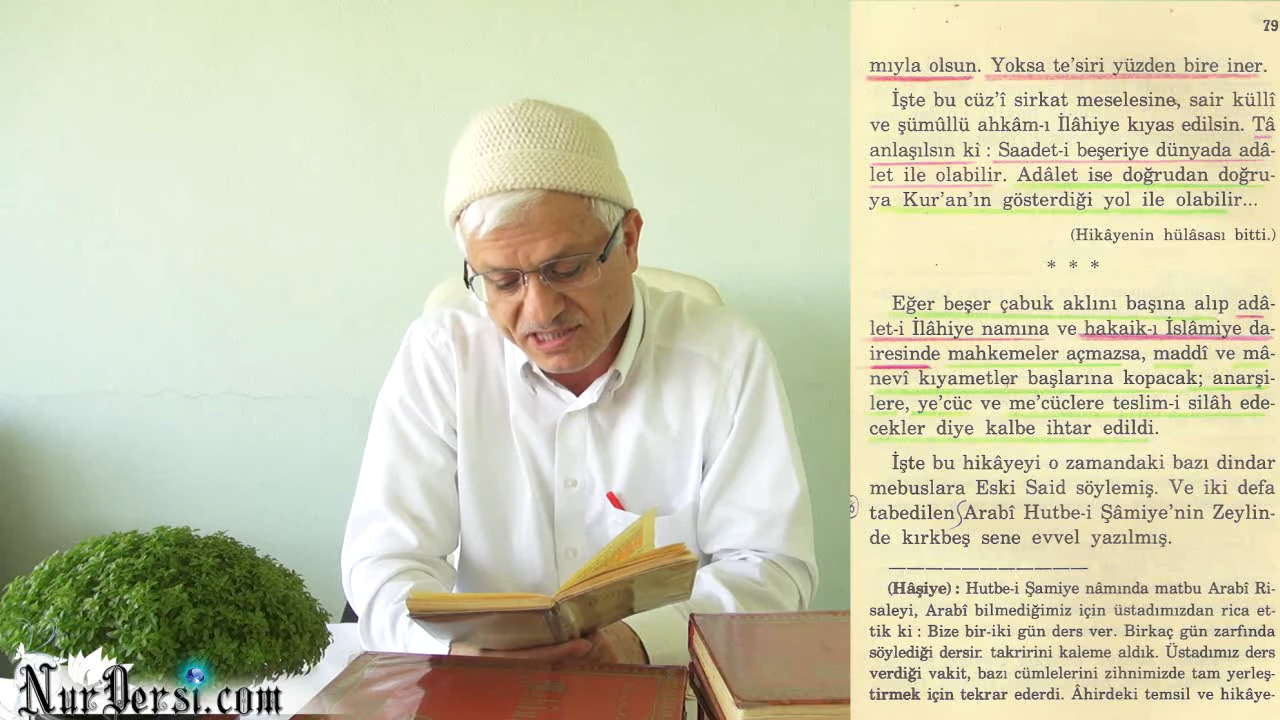 79
mıyla olsun. Yoksa te'siri yüzden bire iner.
İşte bu cüz'î sirkat meselesine, sair küllî
ve şümûllü ahkâm-ı İlâhiye kıyas edilsin. Tâ
anlaşılsın ki : Saadet-i beşeriye dünyada adâ-
let ile olabilir. Adâlet ise doğrudan doğru-
ya Kur'an'ın gösterdiği yol ile olabilir...
(Hikâyenin hülâsası bitti.)
* * *
Eğer beşer çabuk aklını başına alıp adâ-
let-i İlâhiye namına ve hakaik-ı İslâmiye da-
iresinde mahkemeler açmazsa, maddî ve mâ-
nevî kıyametler başlarına kopacak; anarşi-
lere, ye'cüc ve me'cüclere teslim-i silâh ede-
cekler diye kalbe ihtar edildi.
İşte bu hikâyeyi o zamandaki bazı dindar
mebuslara Eski Said söylemiş. Ve iki defa
tabedilen Arabî Hutbe-i Şâmiye'nin Zeylin-
de kırkbeş sene evvel yazılmış.
(Hâşiye) : Hutbe-i Şamiye nâmında matbu Arabî Ri-
saleyi, Arabî bilmediğimiz için üstadımızdan rica et-
tik ki : Bize bir-iki gün ders ver. Birkaç gün zarfında
söylediği dersin takririni kaleme aldık. Üstadımız ders
verdiği vakit, bazı cümlelerini zihnimizde tam yerleş-
tirmek için tekrar ederdi. Âhirdeki temsil ve hikâye-
NurDersi.com